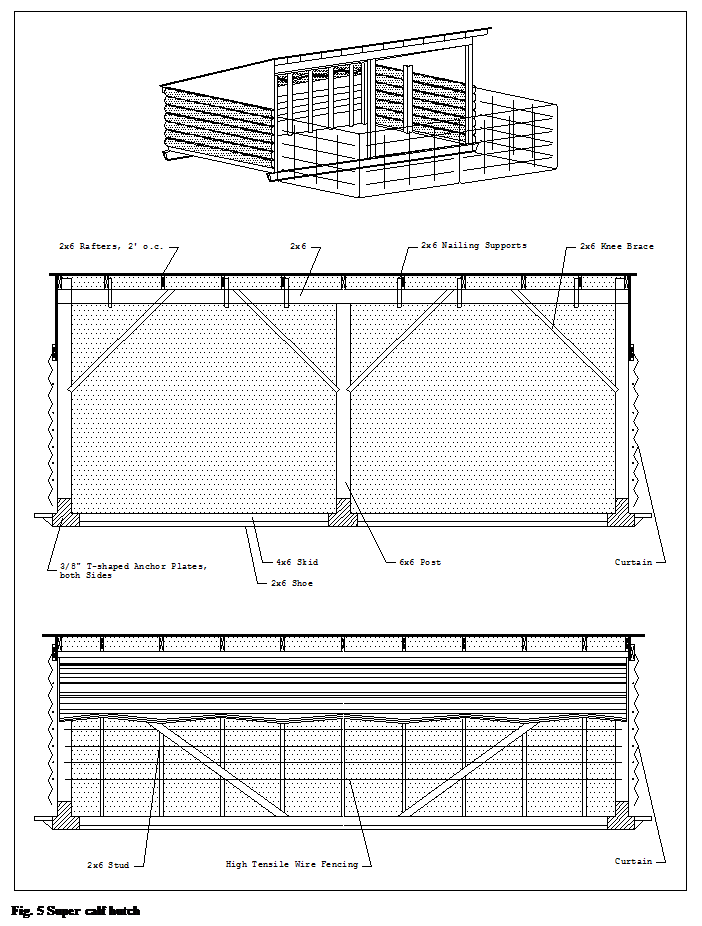 2x6 Rafters, 2' o.c.
2x6
2x6 Nailing Supports
2x6 Knee Brace
3/8" T-shaped Anchor Plates,
both Sides
4x6 Skid
2x6 Shoe
6x6 Post
Curtain
2x6 Stud
High Tensile Wire Fencing
Curtain
Fig. 5 Super calf hutch